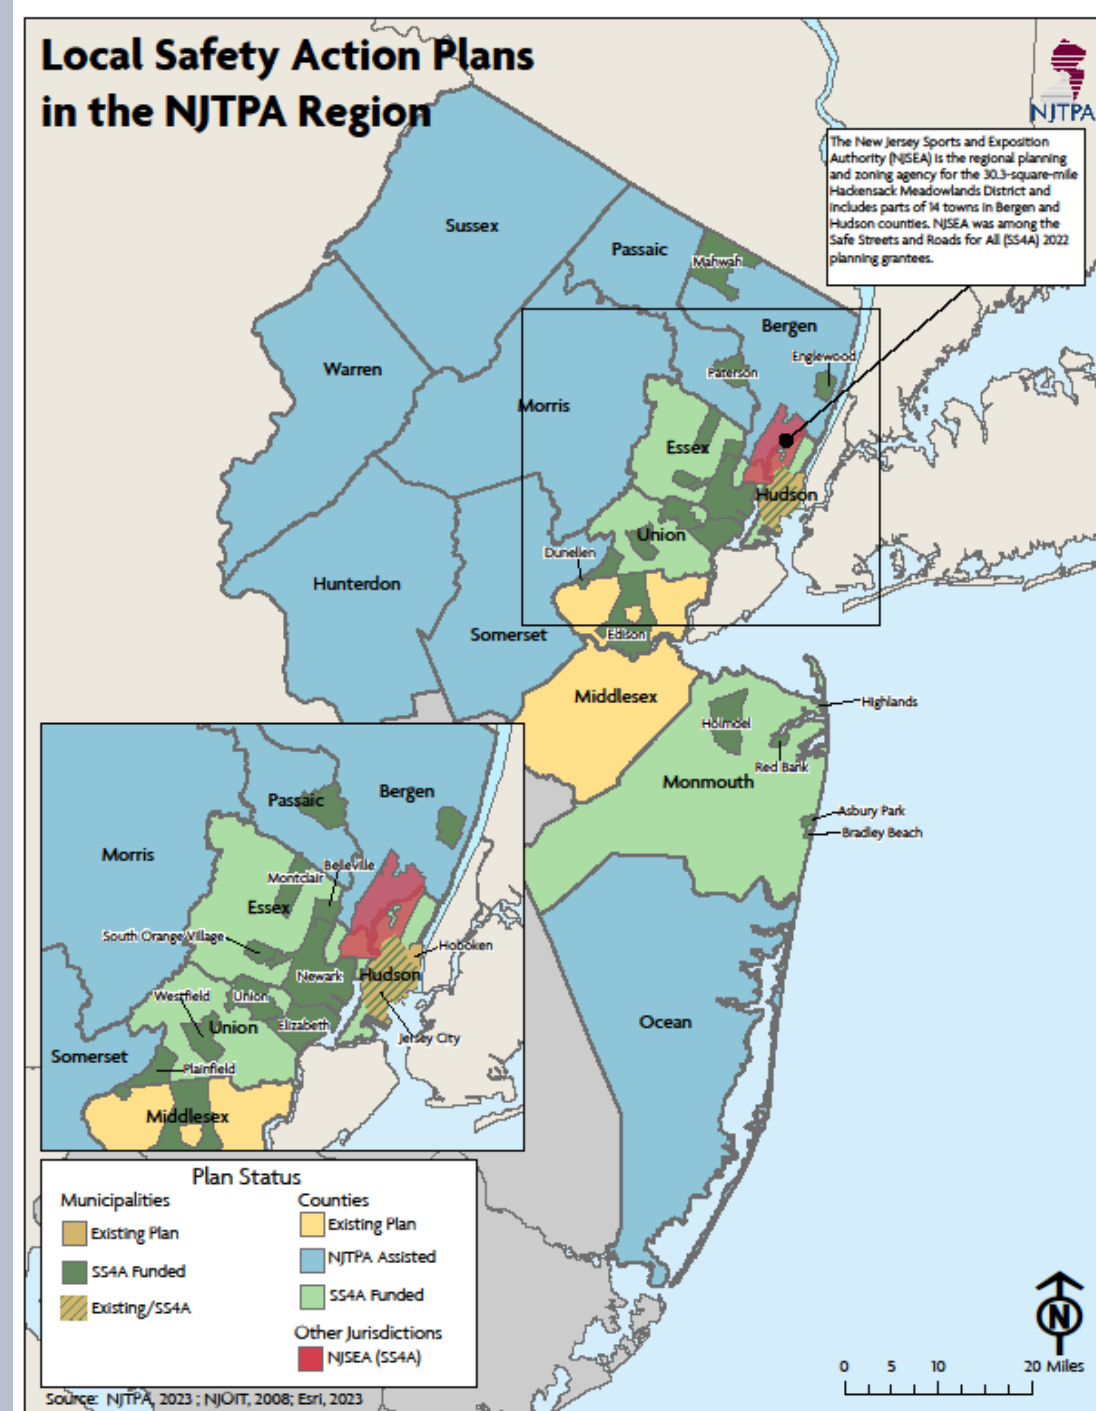 Local Safety Action Plans
in the NJTPA Region
NJTPA
The New Jersey Sports and Exposition
Authority (NJSEA) is the regional planning
and zoning agency for the 30.3-square-mile
Hackensack Meadowlands District and
includes parts of 14 towns in Bergen and
Hudson counties. NJSEA was among the
Safe Streets and Roads for All (SS4A) 2022
planning grantees.
Sussex
Passaic
Mahwah
Bergen
Englewood
Warren
Paterson
Morris
Essex
Hudson
Union
Dunellen
Hunterdon
Somerset
Edison
Middlesex
Highlands
Holmdel
Red Bank
Monmouth
Asbury Park
Bradley Beach
Ocean
Passaic
Bergen
Morris
Belleville
Montclair
Essex
South Orange Village
Hoboken
Newark
Hudson
Westfield
Union
Union
Elizabeth
Jersey City
Somerset
Plainfield
Middlesex
Plan Status
Municipalities
Existing Plan
SS4A Funded
Existing/SS4A
Counties
Existing Plan
NJTPA Assisted
SS4A Funded
Other Jurisdictions
NJSEA (SS4A)
N
0 5 10 20 Miles
Source: NJTPA, 2023 ; NJOIT, 2008; Esri, 2023